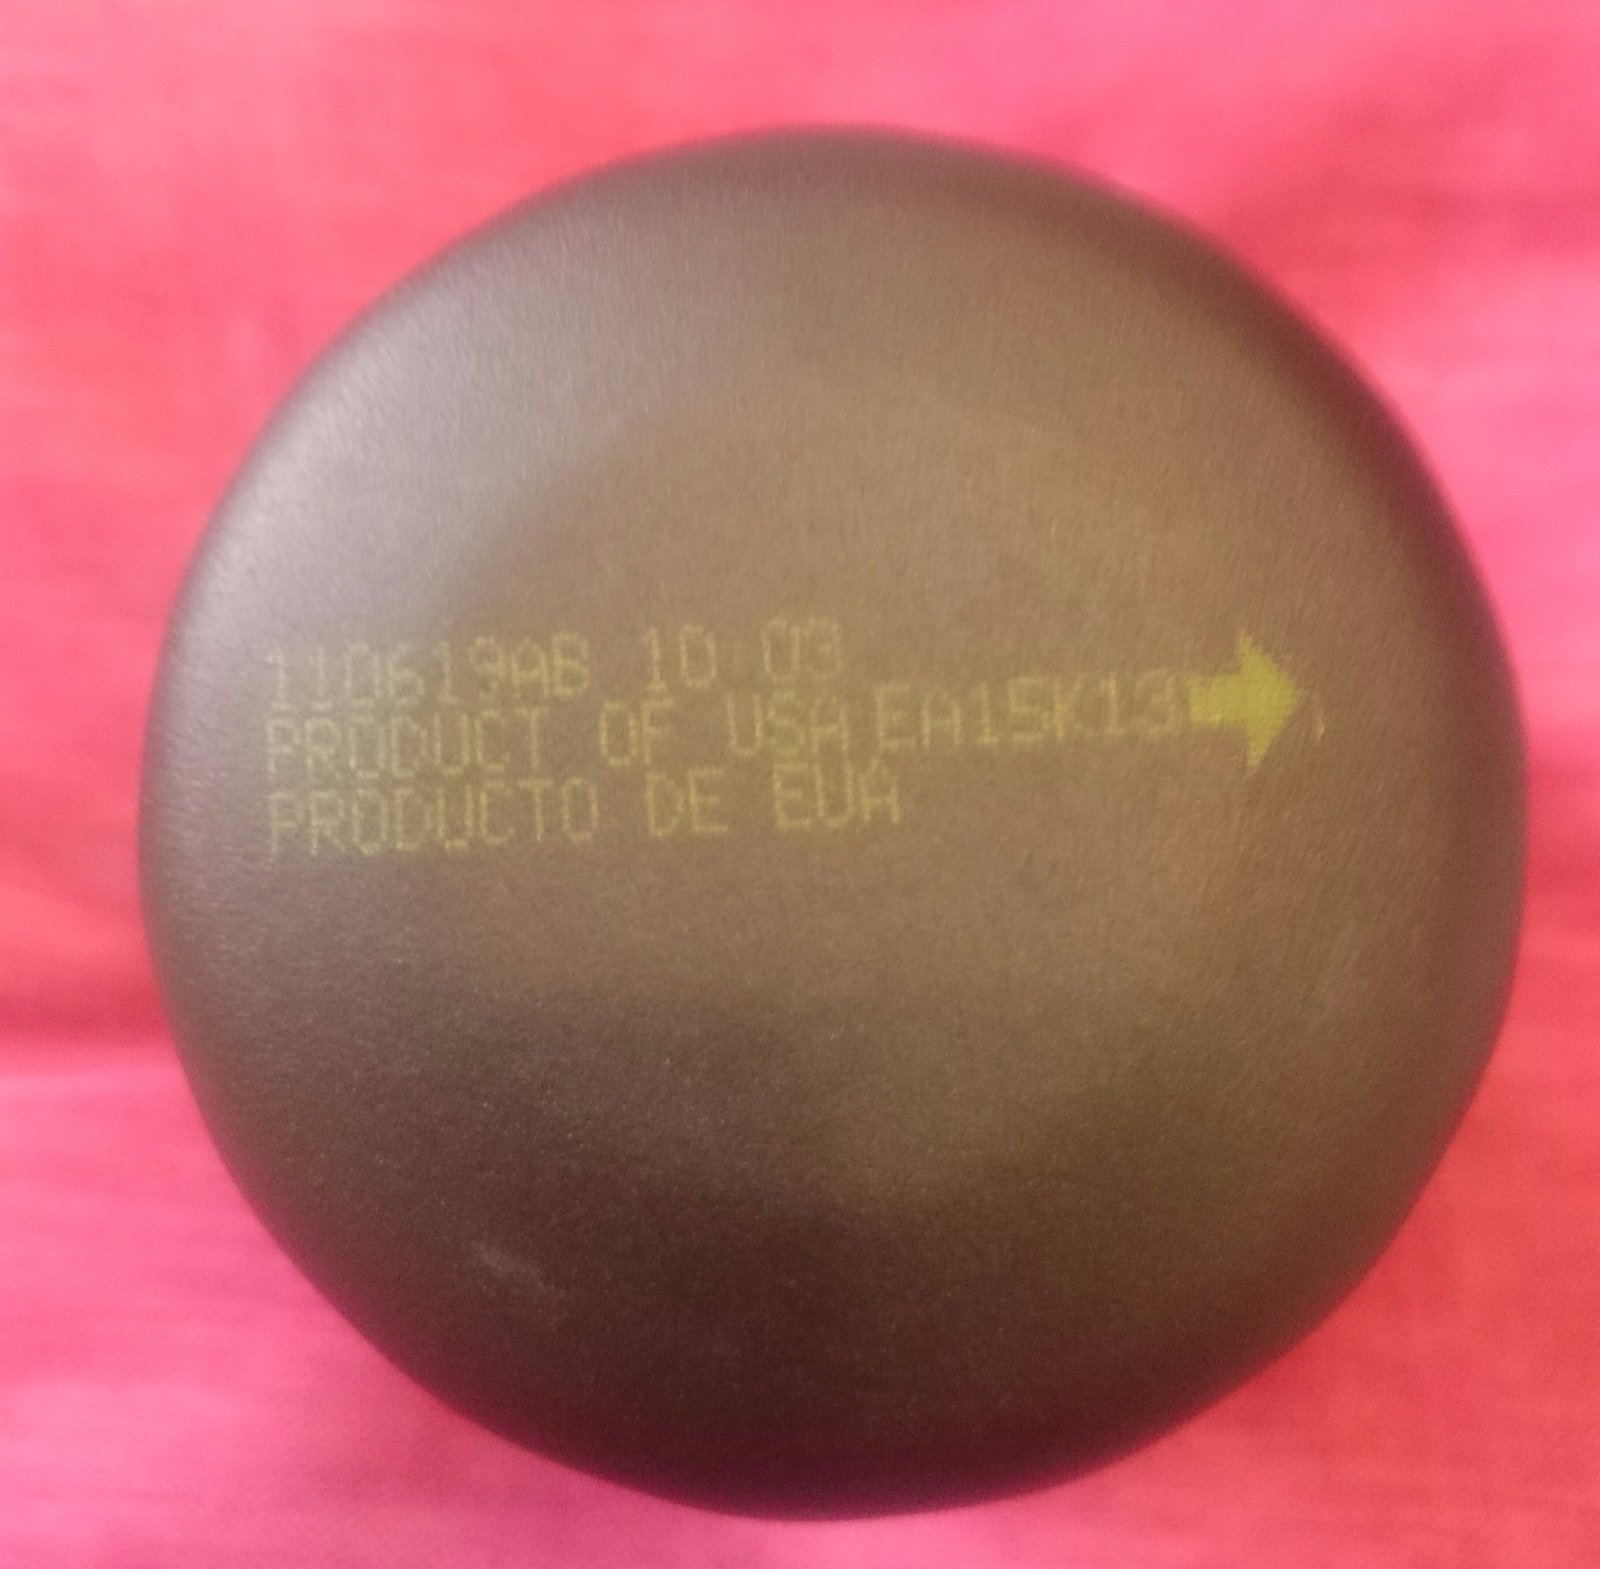 110619AB 10:03
PRODUCT OF USA EA15K13
PRODUCTO DE EUA